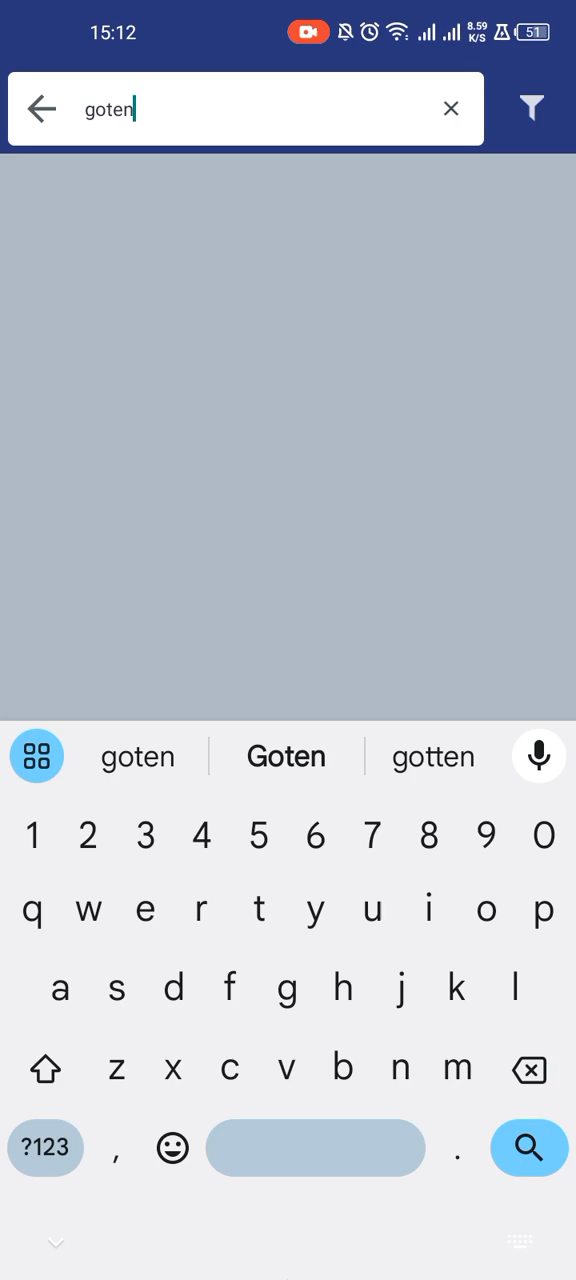 15:12
8.59
K/S
51
goten
goten Goten gotten
1 2 3 4 5 6 7 8 9 0
q w e r t y u i o p
a s d f g h j k l
z x c v b n m
?123 , .